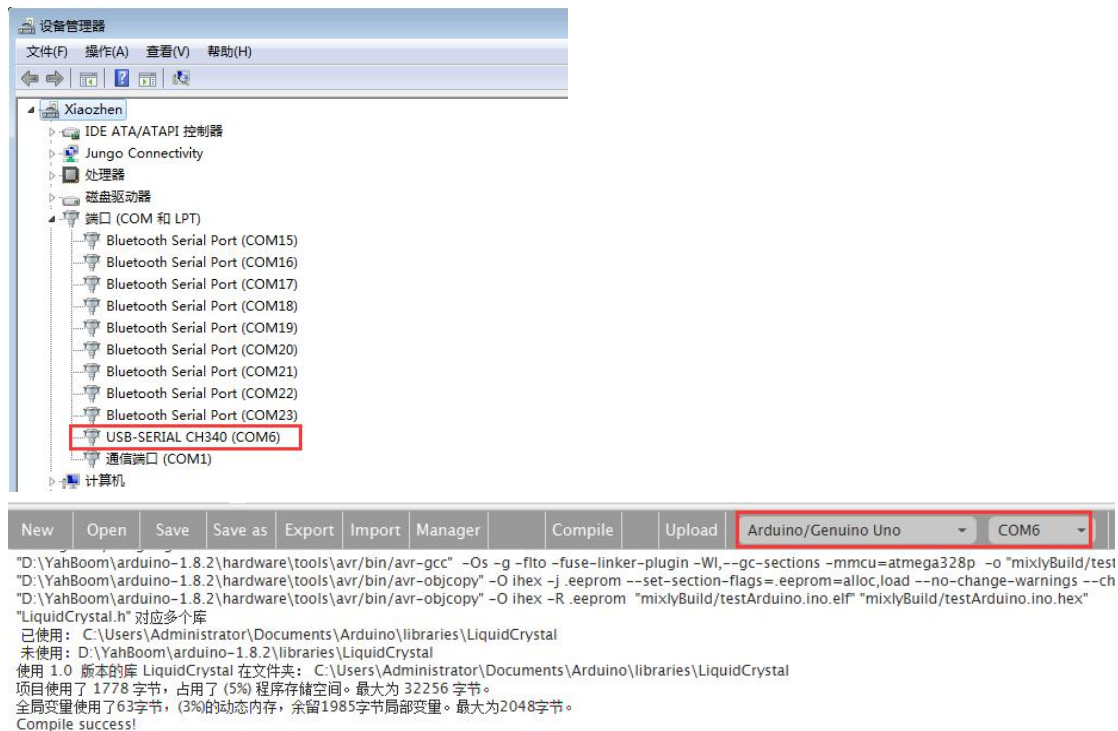 设备管理器
文件(F) 操作(A) 查看(V) 帮助(H)
Xiaozhen
IDE ATA/ATAPI 控制器
Jungo Connectivity
处理器
磁盘驱动器
端口 (COM 和 LPT)
Bluetooth Serial Port (COM15)
Bluetooth Serial Port (COM16)
Bluetooth Serial Port (COM17)
Bluetooth Serial Port (COM18)
Bluetooth Serial Port (COM19)
Bluetooth Serial Port (COM20)
Bluetooth Serial Port (COM21)
Bluetooth Serial Port (COM22)
Bluetooth Serial Port (COM23)
USB-SERIAL CH340 (COM6)
通信端口 (COM1)
计算机
New Open Save Save as Export Import Manager Compile Upload Arduino/Genuino Uno COM6
"D:\YahBoom\arduino-1.8.2\hardware\tools\avr/bin/avr-gcc" -Os -g -flto -fuse-linker-plugin -Wl,--gc-sections -mmcu=atmega328p -o "mixlyBuild/test
"D:\YahBoom\arduino-1.8.2\hardware\tools\avr/bin/avr-objcopy" -O ihex -j .eeprom --set-section-flags=.eeprom=alloc,load --no-change-warnings --ch
"D:\YahBoom\arduino-1.8.2\hardware\tools\avr/bin/avr-objcopy" -O ihex -R .eeprom "mixlyBuild/testArduino.ino.elf" "mixlyBuild/testArduino.ino.hex"
"LiquidCrystal.h" 对应多个库
已使用： C:\Users\Administrator\Documents\Arduino\libraries\LiquidCrystal
未使用： D:\YahBoom\arduino-1.8.2\libraries\LiquidCrystal
使用 1.0 版本的库 LiquidCrystal 在文件夹： C:\Users\Administrator\Documents\Arduino\libraries\LiquidCrystal
项目使用了 1778 字节，占用了 (5%) 程序存储空间。最大为 32256 字节。
全局变量使用了63字节，(3%)的动态内存，余留1985字节局部变量。最大为2048字节。
Compile success!